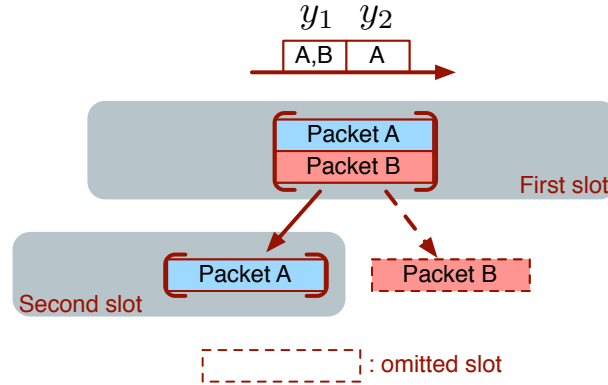 y1 y2
A,B A
Packet A
Packet B
First slot
Packet A
Packet B
Second slot
: omitted slot